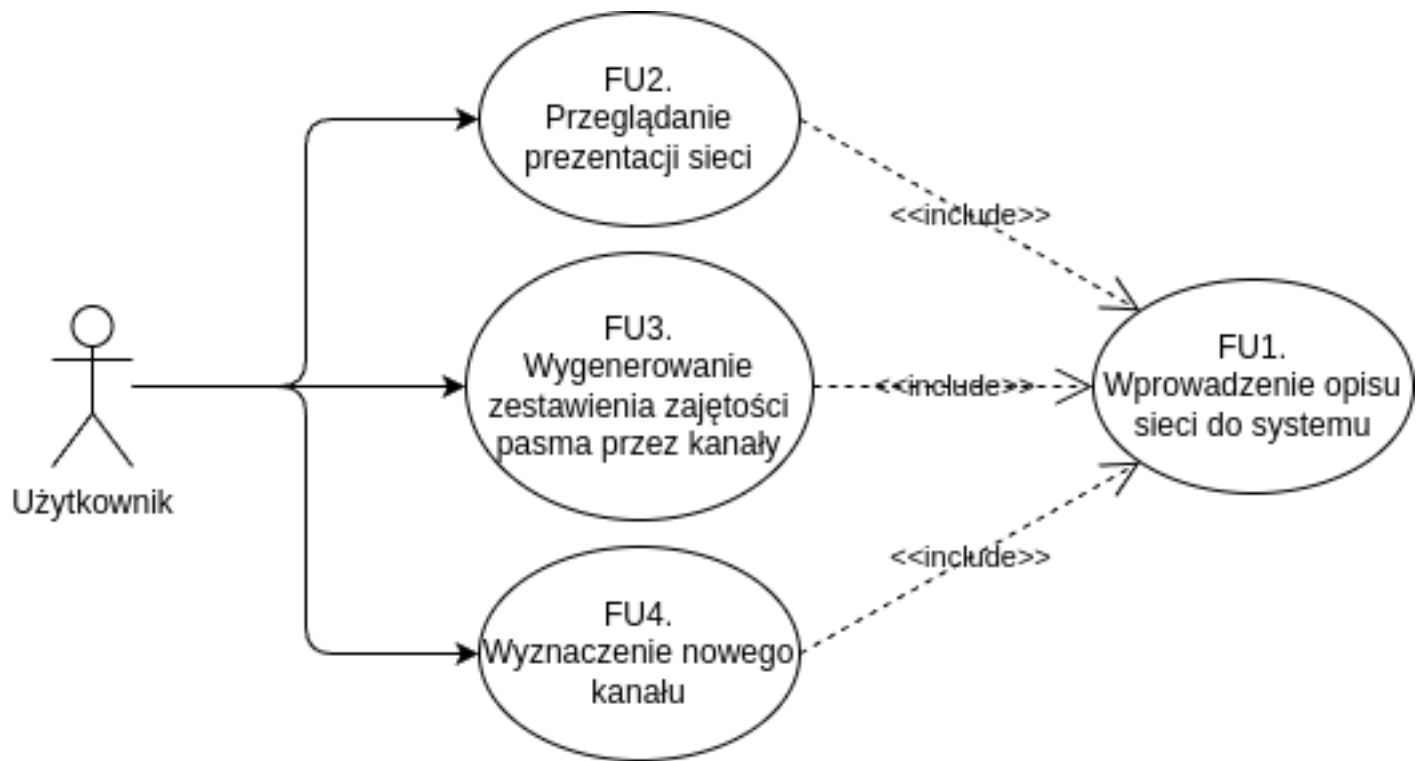 FU2.
Przeglądanie
prezentacji sieci
<<include>>
FU3.
Wygenerowanie
zestawienia zajętości
pasma przez kanały
<<include>>
FU1.
Wprowadzenie opisu
sieci do systemu
Użytkownik
<<include>>
FU4.
Wyznaczenie nowego
kanału